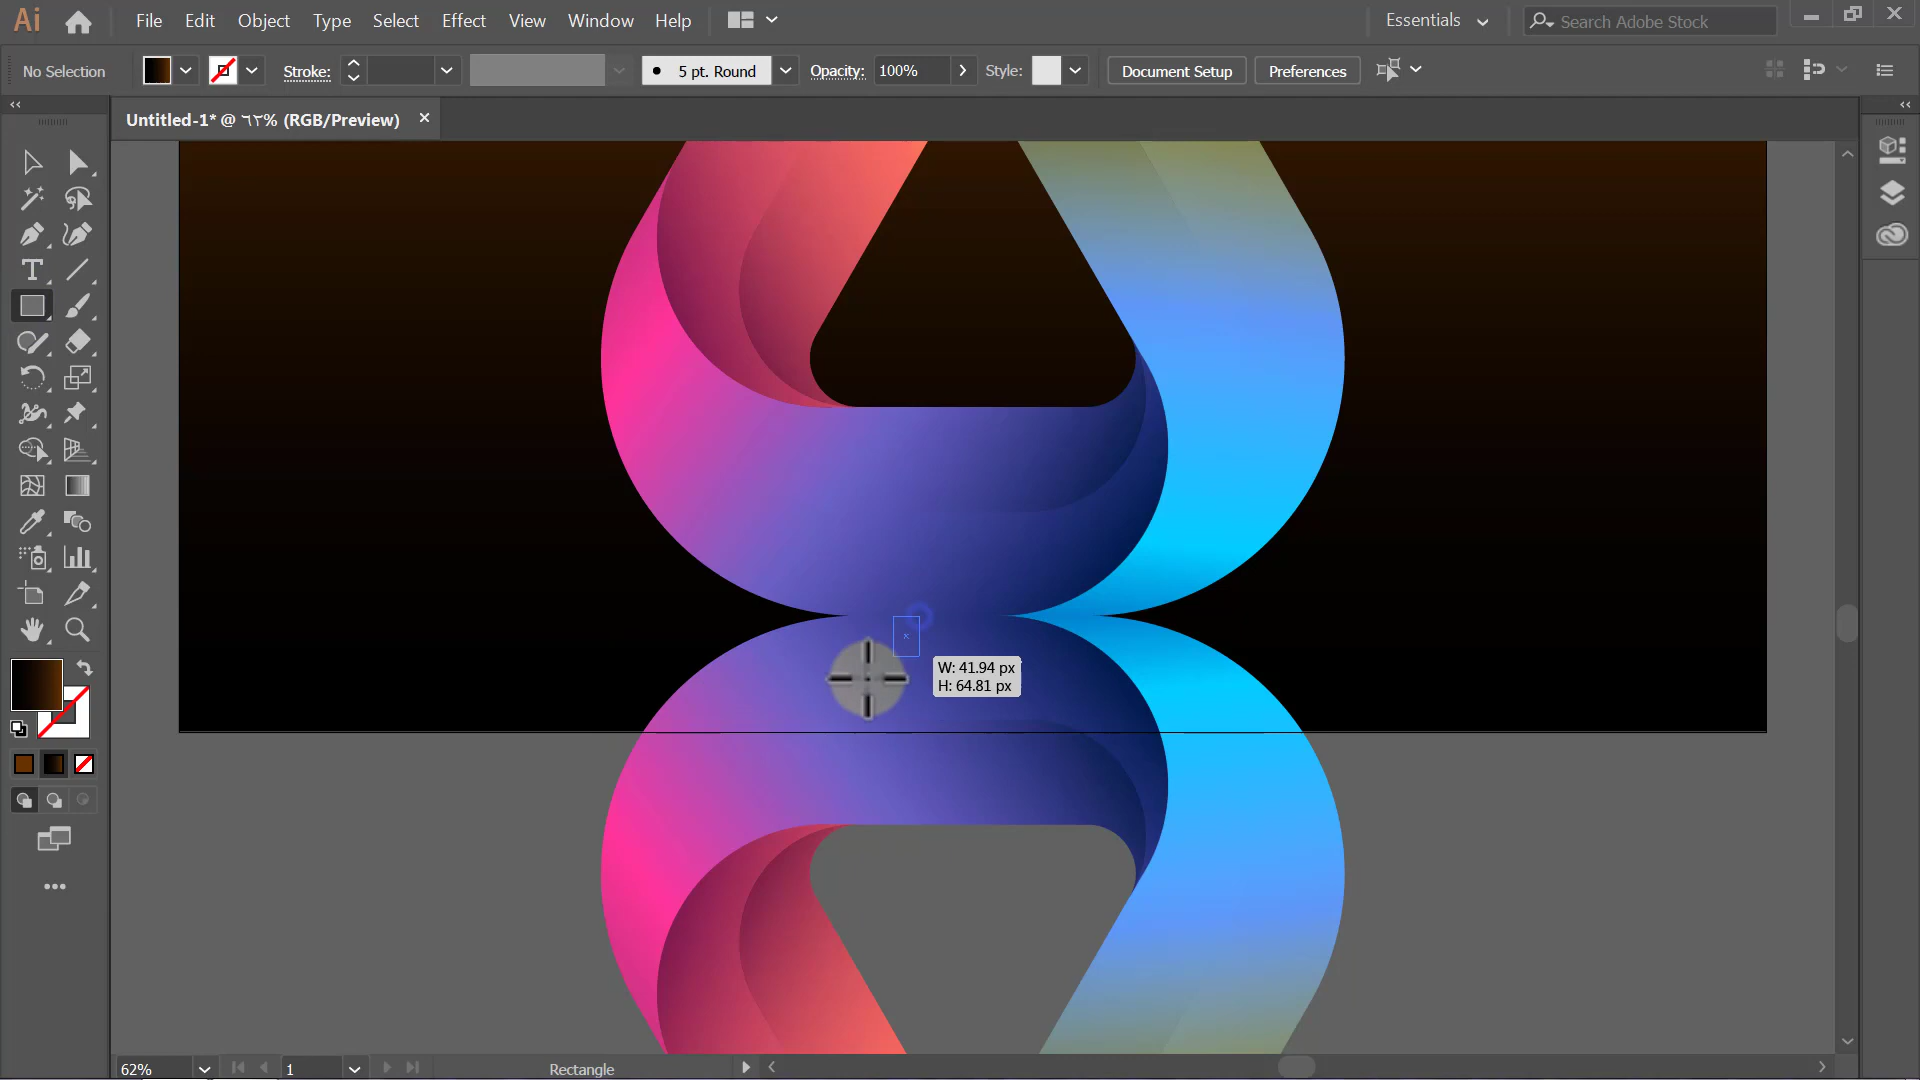 Ai File Edit Object Type Select Effect View Window Help Essentials Search Adobe Stock
No Selection Stroke: 5 pt. Round Opacity: 100% Style: Document Setup Preferences
Untitled-1* @ ٦٢% (RGB/Preview)
W: 41.94 px
H: 64.81 px
62% 1 Rectangle